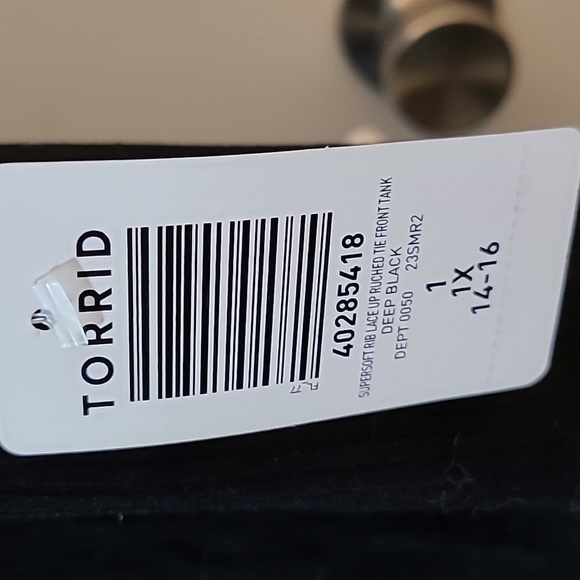 TORRID
40285418
SUPERSOFT RIB LACE UP RUCHED TIE FRONT TANK
DEEP BLACK
DEPT 0050 23SMR2
1
1X
14-16